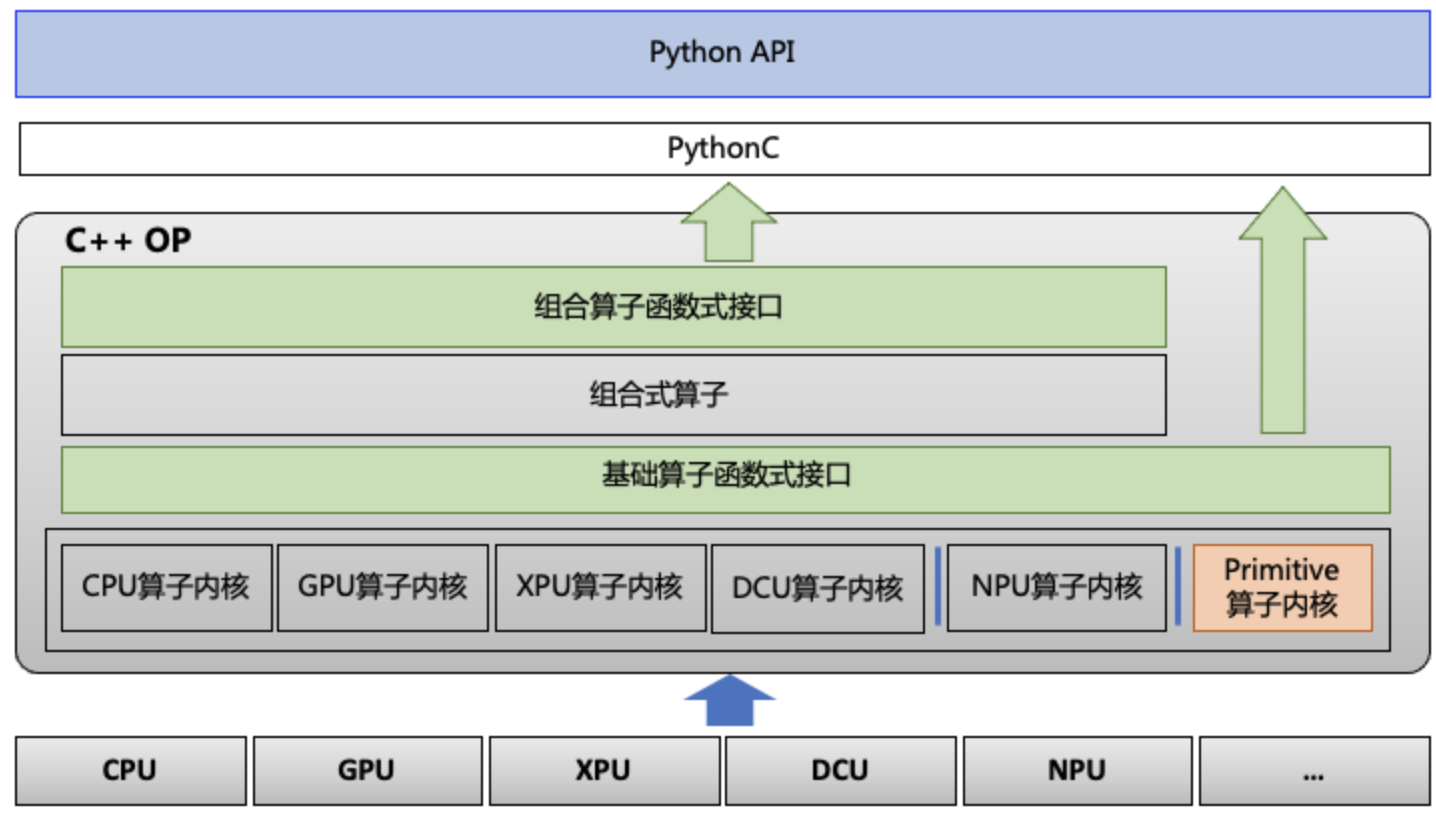 Python API
PythonC
C++ OP
组合算子函数式接口
组合式算子
基础算子函数式接口
CPU算子内核
GPU算子内核
XPU算子内核
DCU算子内核
NPU算子内核
Primitive
算子内核
CPU
GPU
XPU
DCU
NPU
...